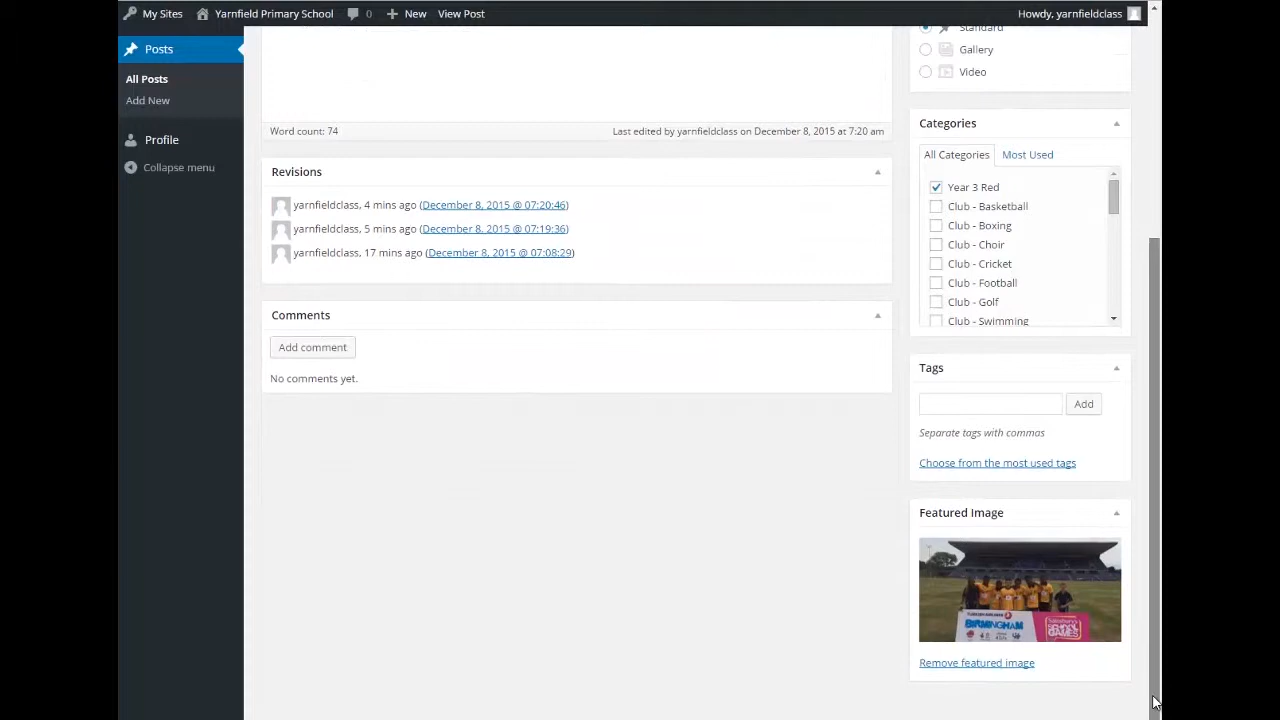 My Sites Yarnfield Primary School 0 New View Post Howdy, yarnfieldclass
Posts
All Posts
Add New
Profile
Collapse menu
Word count: 74 Last edited by yarnfieldclass on December 8, 2015 at 7:20 am
Revisions
yarnfieldclass, 4 mins ago (December 8, 2015 @ 07:20:46)
yarnfieldclass, 5 mins ago (December 8, 2015 @ 07:19:36)
yarnfieldclass, 17 mins ago (December 8, 2015 @ 07:08:29)
Comments
Add comment
No comments yet.
Standard
Gallery
Video
Categories
All Categories Most Used
Year 3 Red
Club - Basketball
Club - Boxing
Club - Choir
Club - Cricket
Club - Football
Club - Golf
Club - Swimming
Tags
Add
Separate tags with commas
Choose from the most used tags
Featured Image
BIRMINGHAM
SCHOOL
GAMES
Remove featured image